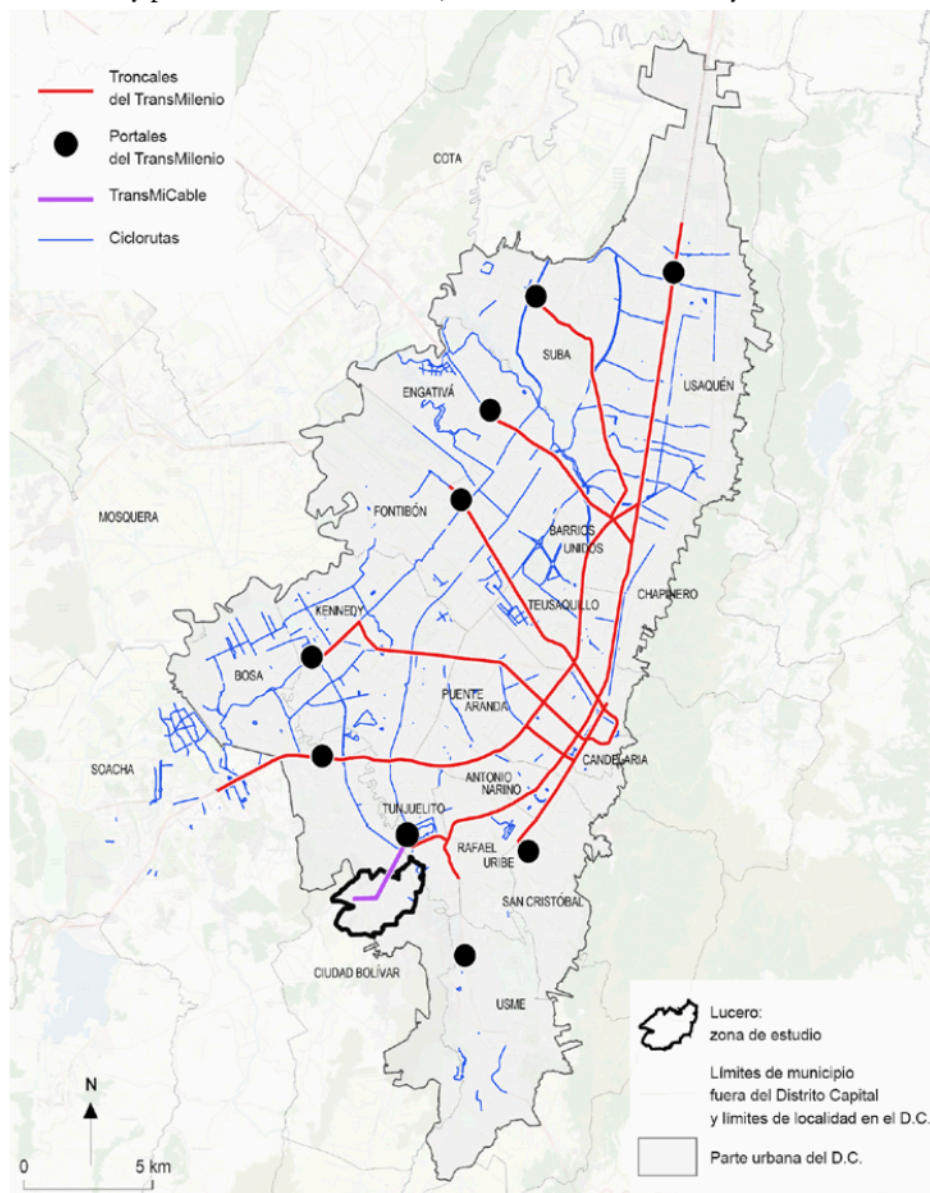 Troncales
del TransMilenio
Portales
del TransMilenio
TransMiCable
Ciclorutas
COTA
SUBA
USAQUÉN
ENGATIVÁ
MOSQUERA
FONTIBÓN
BARRIOS
UNIDOS
CHAPINERO
TEUSAQUILLO
KENNEDY
BOSA
PUENTE
ARANDA
CANDELARIA
SOACHA
ANTONIO
NARINO
TUNJUELITO
RAFAEL
URIBE
SAN CRISTÓBAL
CIUDAD BOLÍVAR
USME
Lucero:
zona de estudio
Límites de municipio
fuera del Distrito Capital
y limites de localidad en el D.C.
Parte urbana del D.C.
N
0 5 km